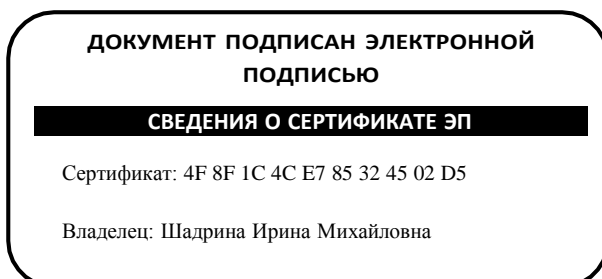 ДОКУМЕНТ ПОДПИСАН ЭЛЕКТРОННОЙ
ПОДПИСЬЮ
СВЕДЕНИЯ О СЕРТИФИКАТЕ ЭП
Сертификат: 4F 8F 1C 4C E7 85 32 45 02 D5
Владелец: Шадрина Ирина Михайловна